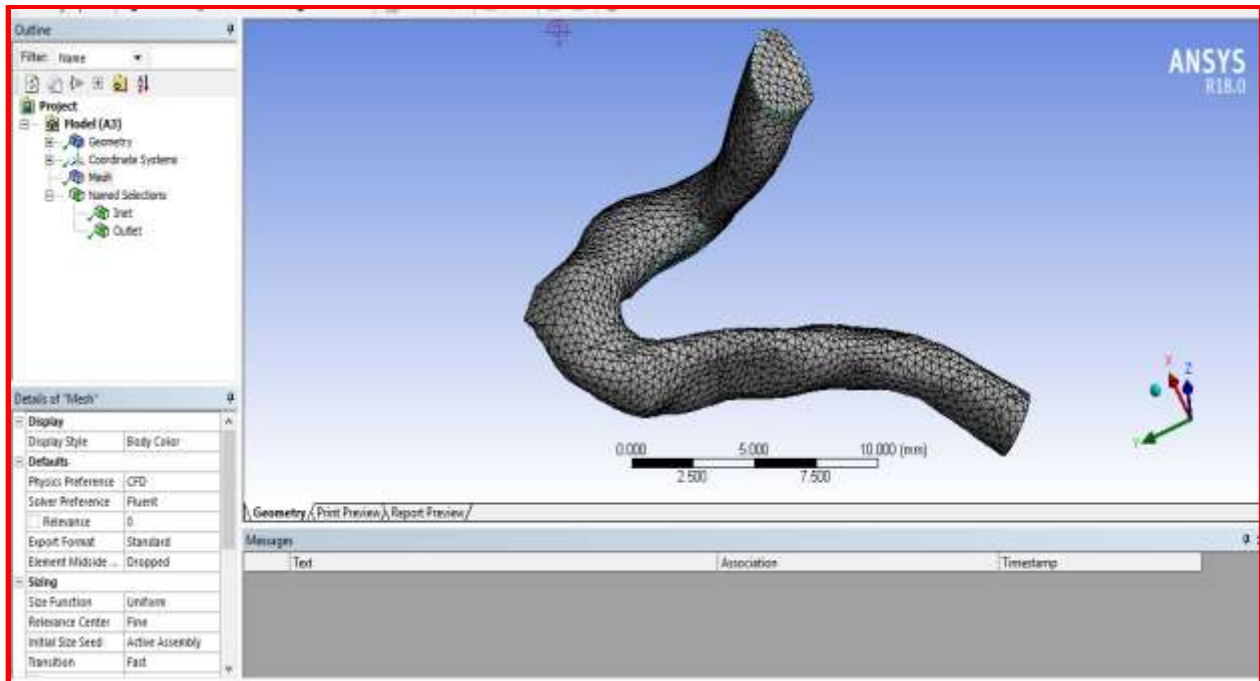 Outline
Filter: Name
Project
Model (A3)
Geometry
Coordinate Systems
Mesh
Named Selections
Inet
Outlet
Details of "Mesh"
Display
Display Style Body Color
Defaults
Physics Preference CFD
Solver Preference Fluent
Relevance 0
Export Format Standard
Element Midside ... Dropped
Sizing
Size Function Uniform
Relevance Center Fine
Initial Size Seed Active Assembly
Transition Fast
ANSYS
R18.0
0.000 5.000 10.000 (mm)
2.500 7.500
X
Z
Y
Geometry Print Preview Report Preview
Messages
Text Association Timestamp